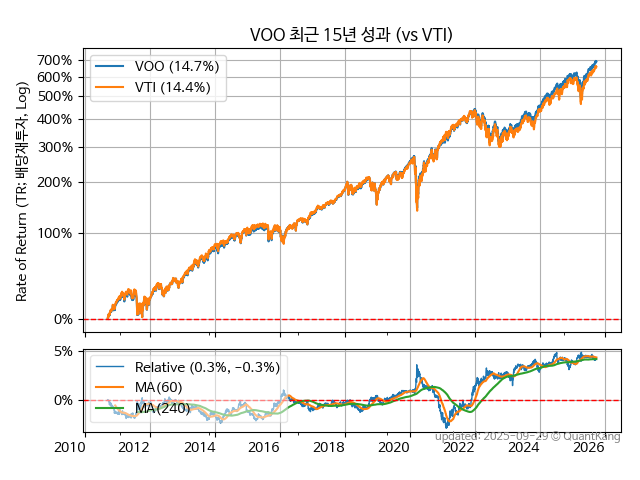 VOO 최근 15년 성과 (vs VTI)
Rate of Return (TR; 배당재투자, Log)
700%
600%
500%
400%
300%
200%
100%
0%
VOO (14.7%)
VTI (14.4%)
5%
0%
Relative (0.3%, −0.3%)
MA(60)
MA(240)
2010 2012 2014 2016 2018 2020 2022 2024 2026
updated: 2025-09-29 © QuantKang